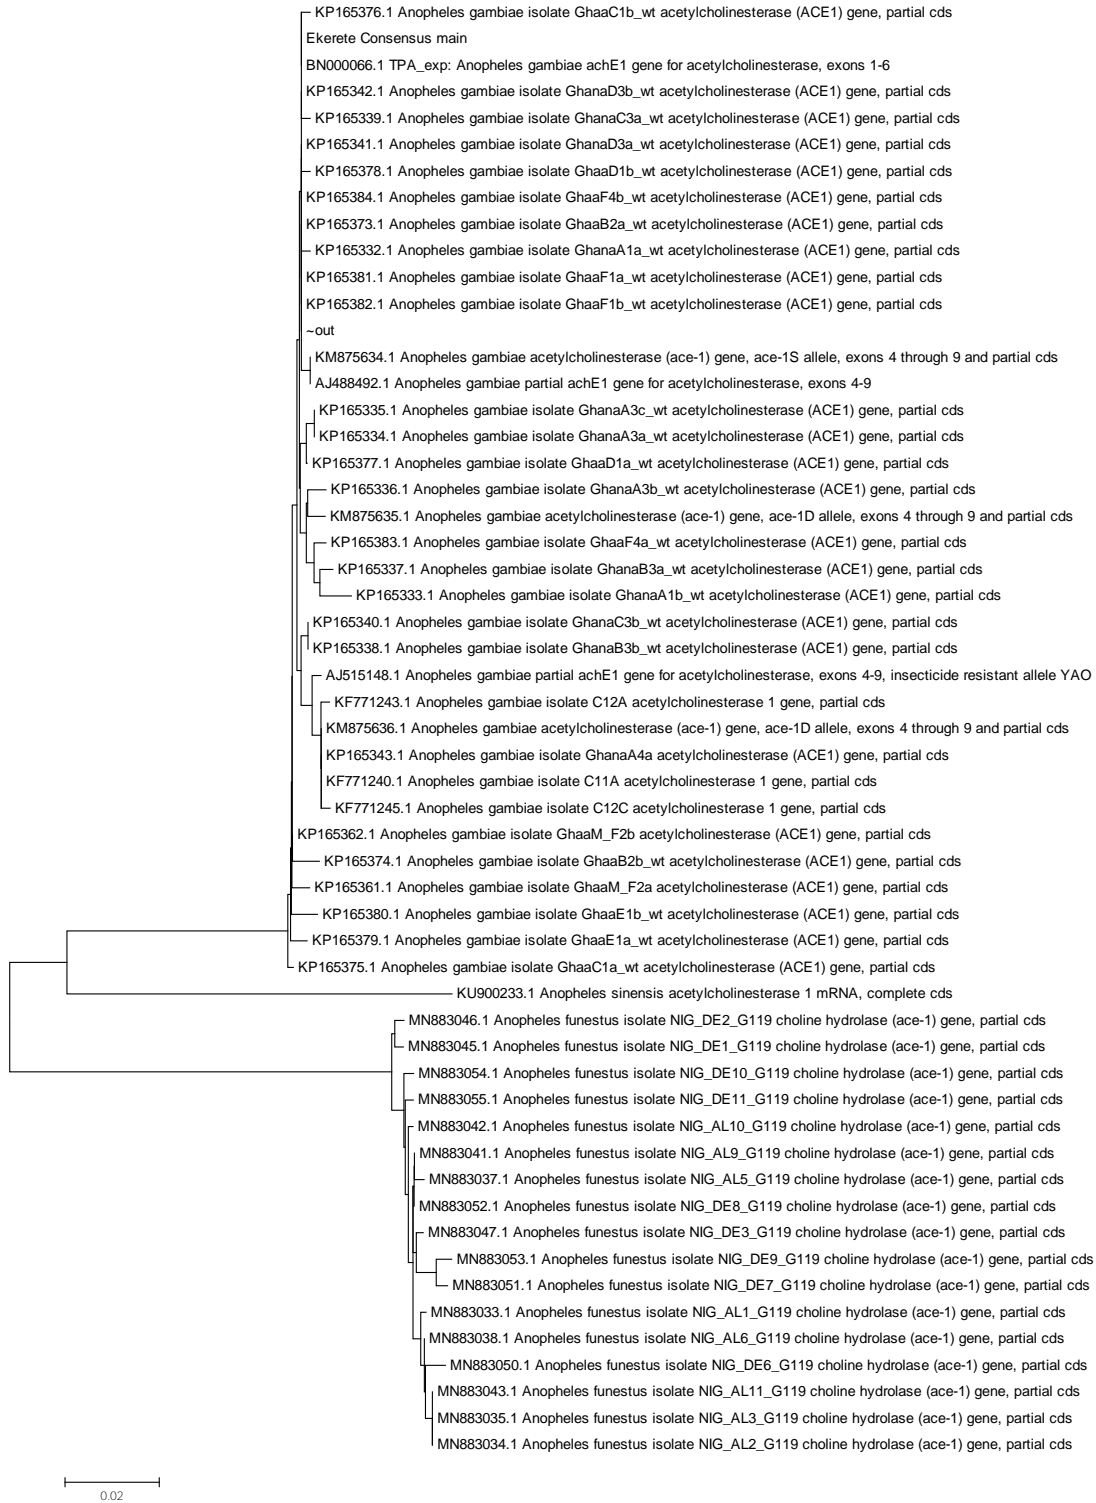 KP165376.1 Anopheles gambiae isolate GhaaC1b_wt acetylcholinesterase (ACE1) gene, partial cds
Ekerete Consensus main
BN000066.1 TPA_exp: Anopheles gambiae achE1 gene for acetylcholinesterase, exons 1-6
KP165342.1 Anopheles gambiae isolate GhanaD3b_wt acetylcholinesterase (ACE1) gene, partial cds
KP165339.1 Anopheles gambiae isolate GhanaC3a_wt acetylcholinesterase (ACE1) gene, partial cds
KP165341.1 Anopheles gambiae isolate GhanaD3a_wt acetylcholinesterase (ACE1) gene, partial cds
KP165378.1 Anopheles gambiae isolate GhaaD1b_wt acetylcholinesterase (ACE1) gene, partial cds
KP165384.1 Anopheles gambiae isolate GhaaF4b_wt acetylcholinesterase (ACE1) gene, partial cds
KP165373.1 Anopheles gambiae isolate GhaaB2a_wt acetylcholinesterase (ACE1) gene, partial cds
KP165332.1 Anopheles gambiae isolate GhanaA1a_wt acetylcholinesterase (ACE1) gene, partial cds
KP165381.1 Anopheles gambiae isolate GhaaF1a_wt acetylcholinesterase (ACE1) gene, partial cds
KP165382.1 Anopheles gambiae isolate GhaaF1b_wt acetylcholinesterase (ACE1) gene, partial cds
~out
KM875634.1 Anopheles gambiae acetylcholinesterase (ace-1) gene, ace-1S allele, exons 4 through 9 and partial cds
AJ488492.1 Anopheles gambiae partial achE1 gene for acetylcholinesterase, exons 4-9
KP165335.1 Anopheles gambiae isolate GhanaA3c_wt acetylcholinesterase (ACE1) gene, partial cds
KP165334.1 Anopheles gambiae isolate GhanaA3a_wt acetylcholinesterase (ACE1) gene, partial cds
KP165377.1 Anopheles gambiae isolate GhaaD1a_wt acetylcholinesterase (ACE1) gene, partial cds
KP165336.1 Anopheles gambiae isolate GhanaA3b_wt acetylcholinesterase (ACE1) gene, partial cds
KM875635.1 Anopheles gambiae acetylcholinesterase (ace-1) gene, ace-1D allele, exons 4 through 9 and partial cds
KP165383.1 Anopheles gambiae isolate GhaaF4a_wt acetylcholinesterase (ACE1) gene, partial cds
KP165337.1 Anopheles gambiae isolate GhanaB3a_wt acetylcholinesterase (ACE1) gene, partial cds
KP165333.1 Anopheles gambiae isolate GhanaA1b_wt acetylcholinesterase (ACE1) gene, partial cds
KP165340.1 Anopheles gambiae isolate GhanaC3b_wt acetylcholinesterase (ACE1) gene, partial cds
KP165338.1 Anopheles gambiae isolate GhanaB3b_wt acetylcholinesterase (ACE1) gene, partial cds
AJ515148.1 Anopheles gambiae partial achE1 gene for acetylcholinesterase, exons 4-9, insecticide resistant allele YAO
KF771243.1 Anopheles gambiae isolate C12A acetylcholinesterase 1 gene, partial cds
KM875636.1 Anopheles gambiae acetylcholinesterase (ace-1) gene, ace-1D allele, exons 4 through 9 and partial cds
KP165343.1 Anopheles gambiae isolate GhanaA4a acetylcholinesterase (ACE1) gene, partial cds
KF771240.1 Anopheles gambiae isolate C11A acetylcholinesterase 1 gene, partial cds
KF771245.1 Anopheles gambiae isolate C12C acetylcholinesterase 1 gene, partial cds
KP165362.1 Anopheles gambiae isolate GhaaM_F2b acetylcholinesterase (ACE1) gene, partial cds
KP165374.1 Anopheles gambiae isolate GhaaB2b_wt acetylcholinesterase (ACE1) gene, partial cds
KP165361.1 Anopheles gambiae isolate GhaaM_F2a acetylcholinesterase (ACE1) gene, partial cds
KP165380.1 Anopheles gambiae isolate GhaaE1b_wt acetylcholinesterase (ACE1) gene, partial cds
KP165379.1 Anopheles gambiae isolate GhaaE1a_wt acetylcholinesterase (ACE1) gene, partial cds
KP165375.1 Anopheles gambiae isolate GhaaC1a_wt acetylcholinesterase (ACE1) gene, partial cds
KU900233.1 Anopheles sinensis acetylcholinesterase 1 mRNA, complete cds
MN883046.1 Anopheles funestus isolate NIG_DE2_G119 choline hydrolase (ace-1) gene, partial cds
MN883045.1 Anopheles funestus isolate NIG_DE1_G119 choline hydrolase (ace-1) gene, partial cds
MN883054.1 Anopheles funestus isolate NIG_DE10_G119 choline hydrolase (ace-1) gene, partial cds
MN883055.1 Anopheles funestus isolate NIG_DE11_G119 choline hydrolase (ace-1) gene, partial cds
MN883042.1 Anopheles funestus isolate NIG_AL10_G119 choline hydrolase (ace-1) gene, partial cds
MN883041.1 Anopheles funestus isolate NIG_AL9_G119 choline hydrolase (ace-1) gene, partial cds
MN883037.1 Anopheles funestus isolate NIG_AL5_G119 choline hydrolase (ace-1) gene, partial cds
MN883052.1 Anopheles funestus isolate NIG_DE8_G119 choline hydrolase (ace-1) gene, partial cds
MN883047.1 Anopheles funestus isolate NIG_DE3_G119 choline hydrolase (ace-1) gene, partial cds
MN883053.1 Anopheles funestus isolate NIG_DE9_G119 choline hydrolase (ace-1) gene, partial cds
MN883051.1 Anopheles funestus isolate NIG_DE7_G119 choline hydrolase (ace-1) gene, partial cds
MN883033.1 Anopheles funestus isolate NIG_AL1_G119 choline hydrolase (ace-1) gene, partial cds
MN883038.1 Anopheles funestus isolate NIG_AL6_G119 choline hydrolase (ace-1) gene, partial cds
MN883050.1 Anopheles funestus isolate NIG_DE6_G119 choline hydrolase (ace-1) gene, partial cds
MN883043.1 Anopheles funestus isolate NIG_AL11_G119 choline hydrolase (ace-1) gene, partial cds
MN883035.1 Anopheles funestus isolate NIG_AL3_G119 choline hydrolase (ace-1) gene, partial cds
MN883034.1 Anopheles funestus isolate NIG_AL2_G119 choline hydrolase (ace-1) gene, partial cds
0.02